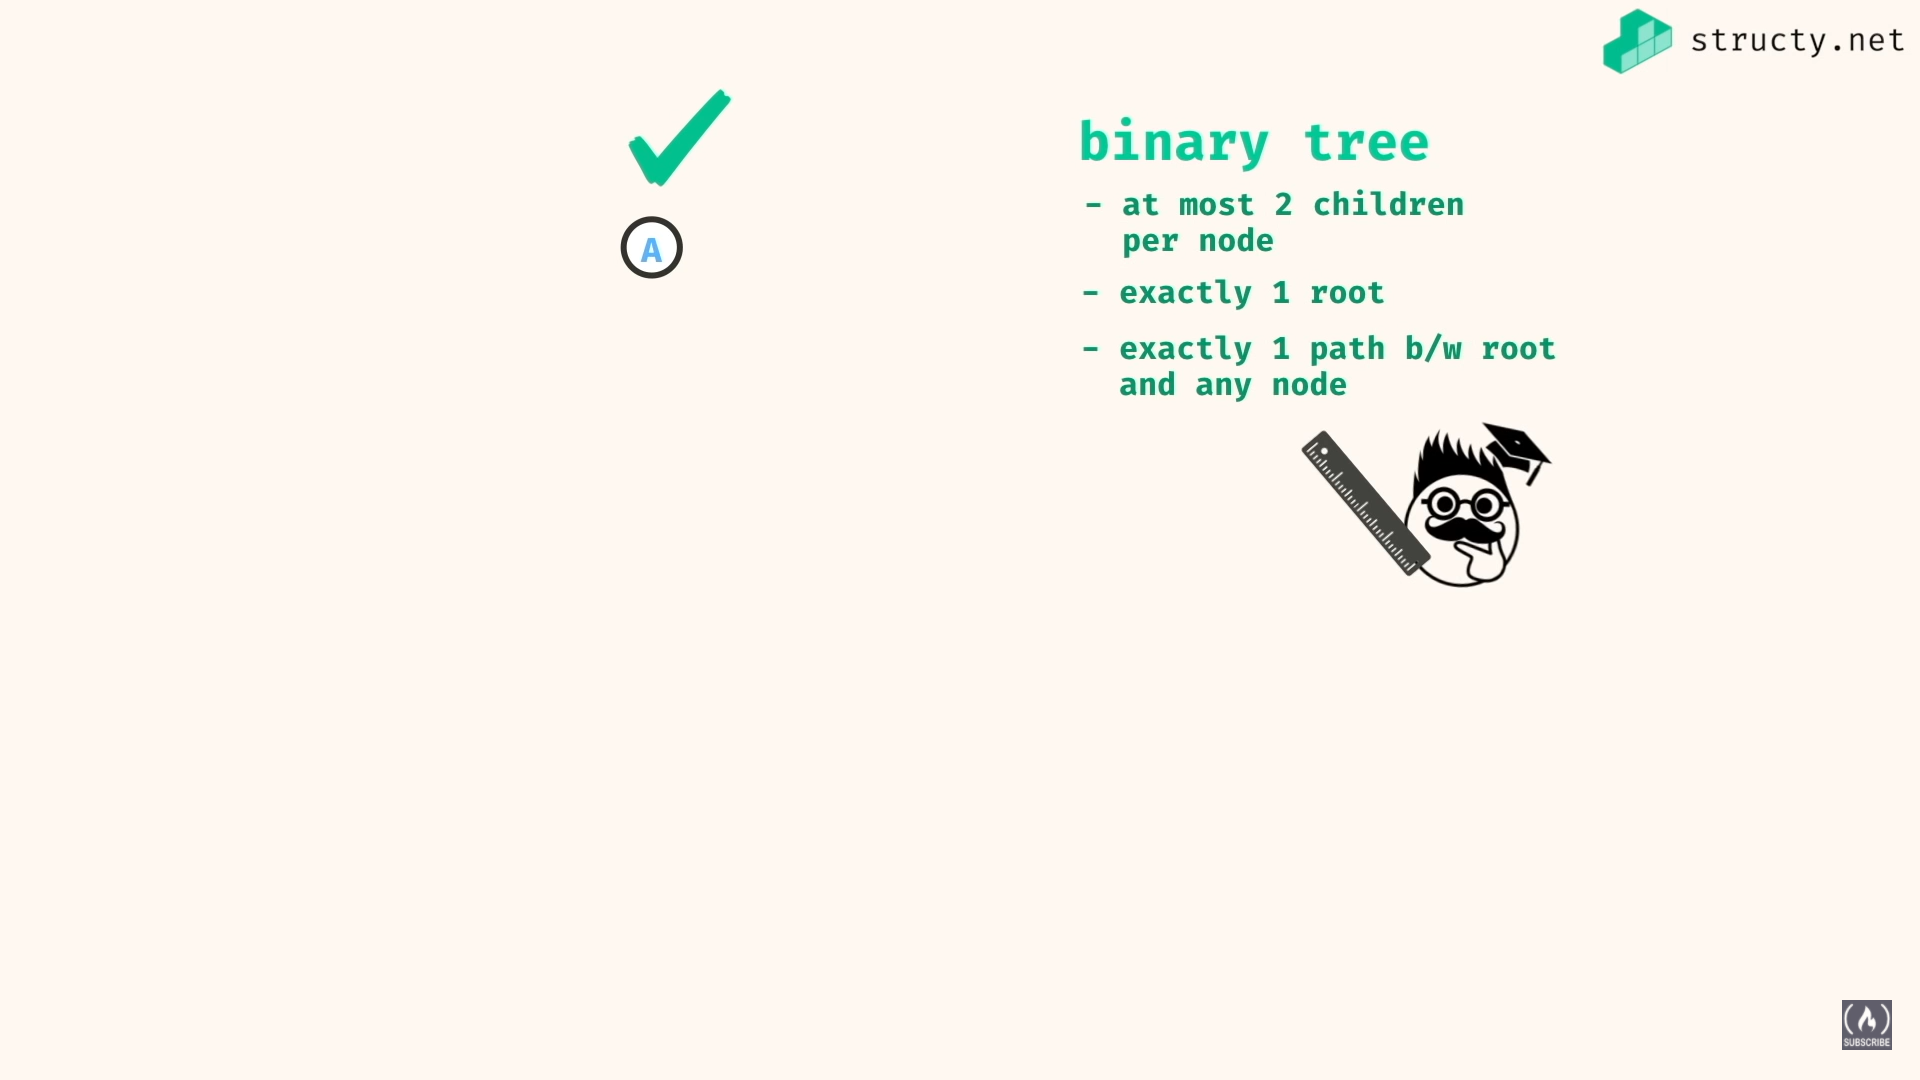 structy.net
binary tree
- at most 2 children
per node
- exactly 1 root
- exactly 1 path b/w root
and any node
A
SUBSCRIBE